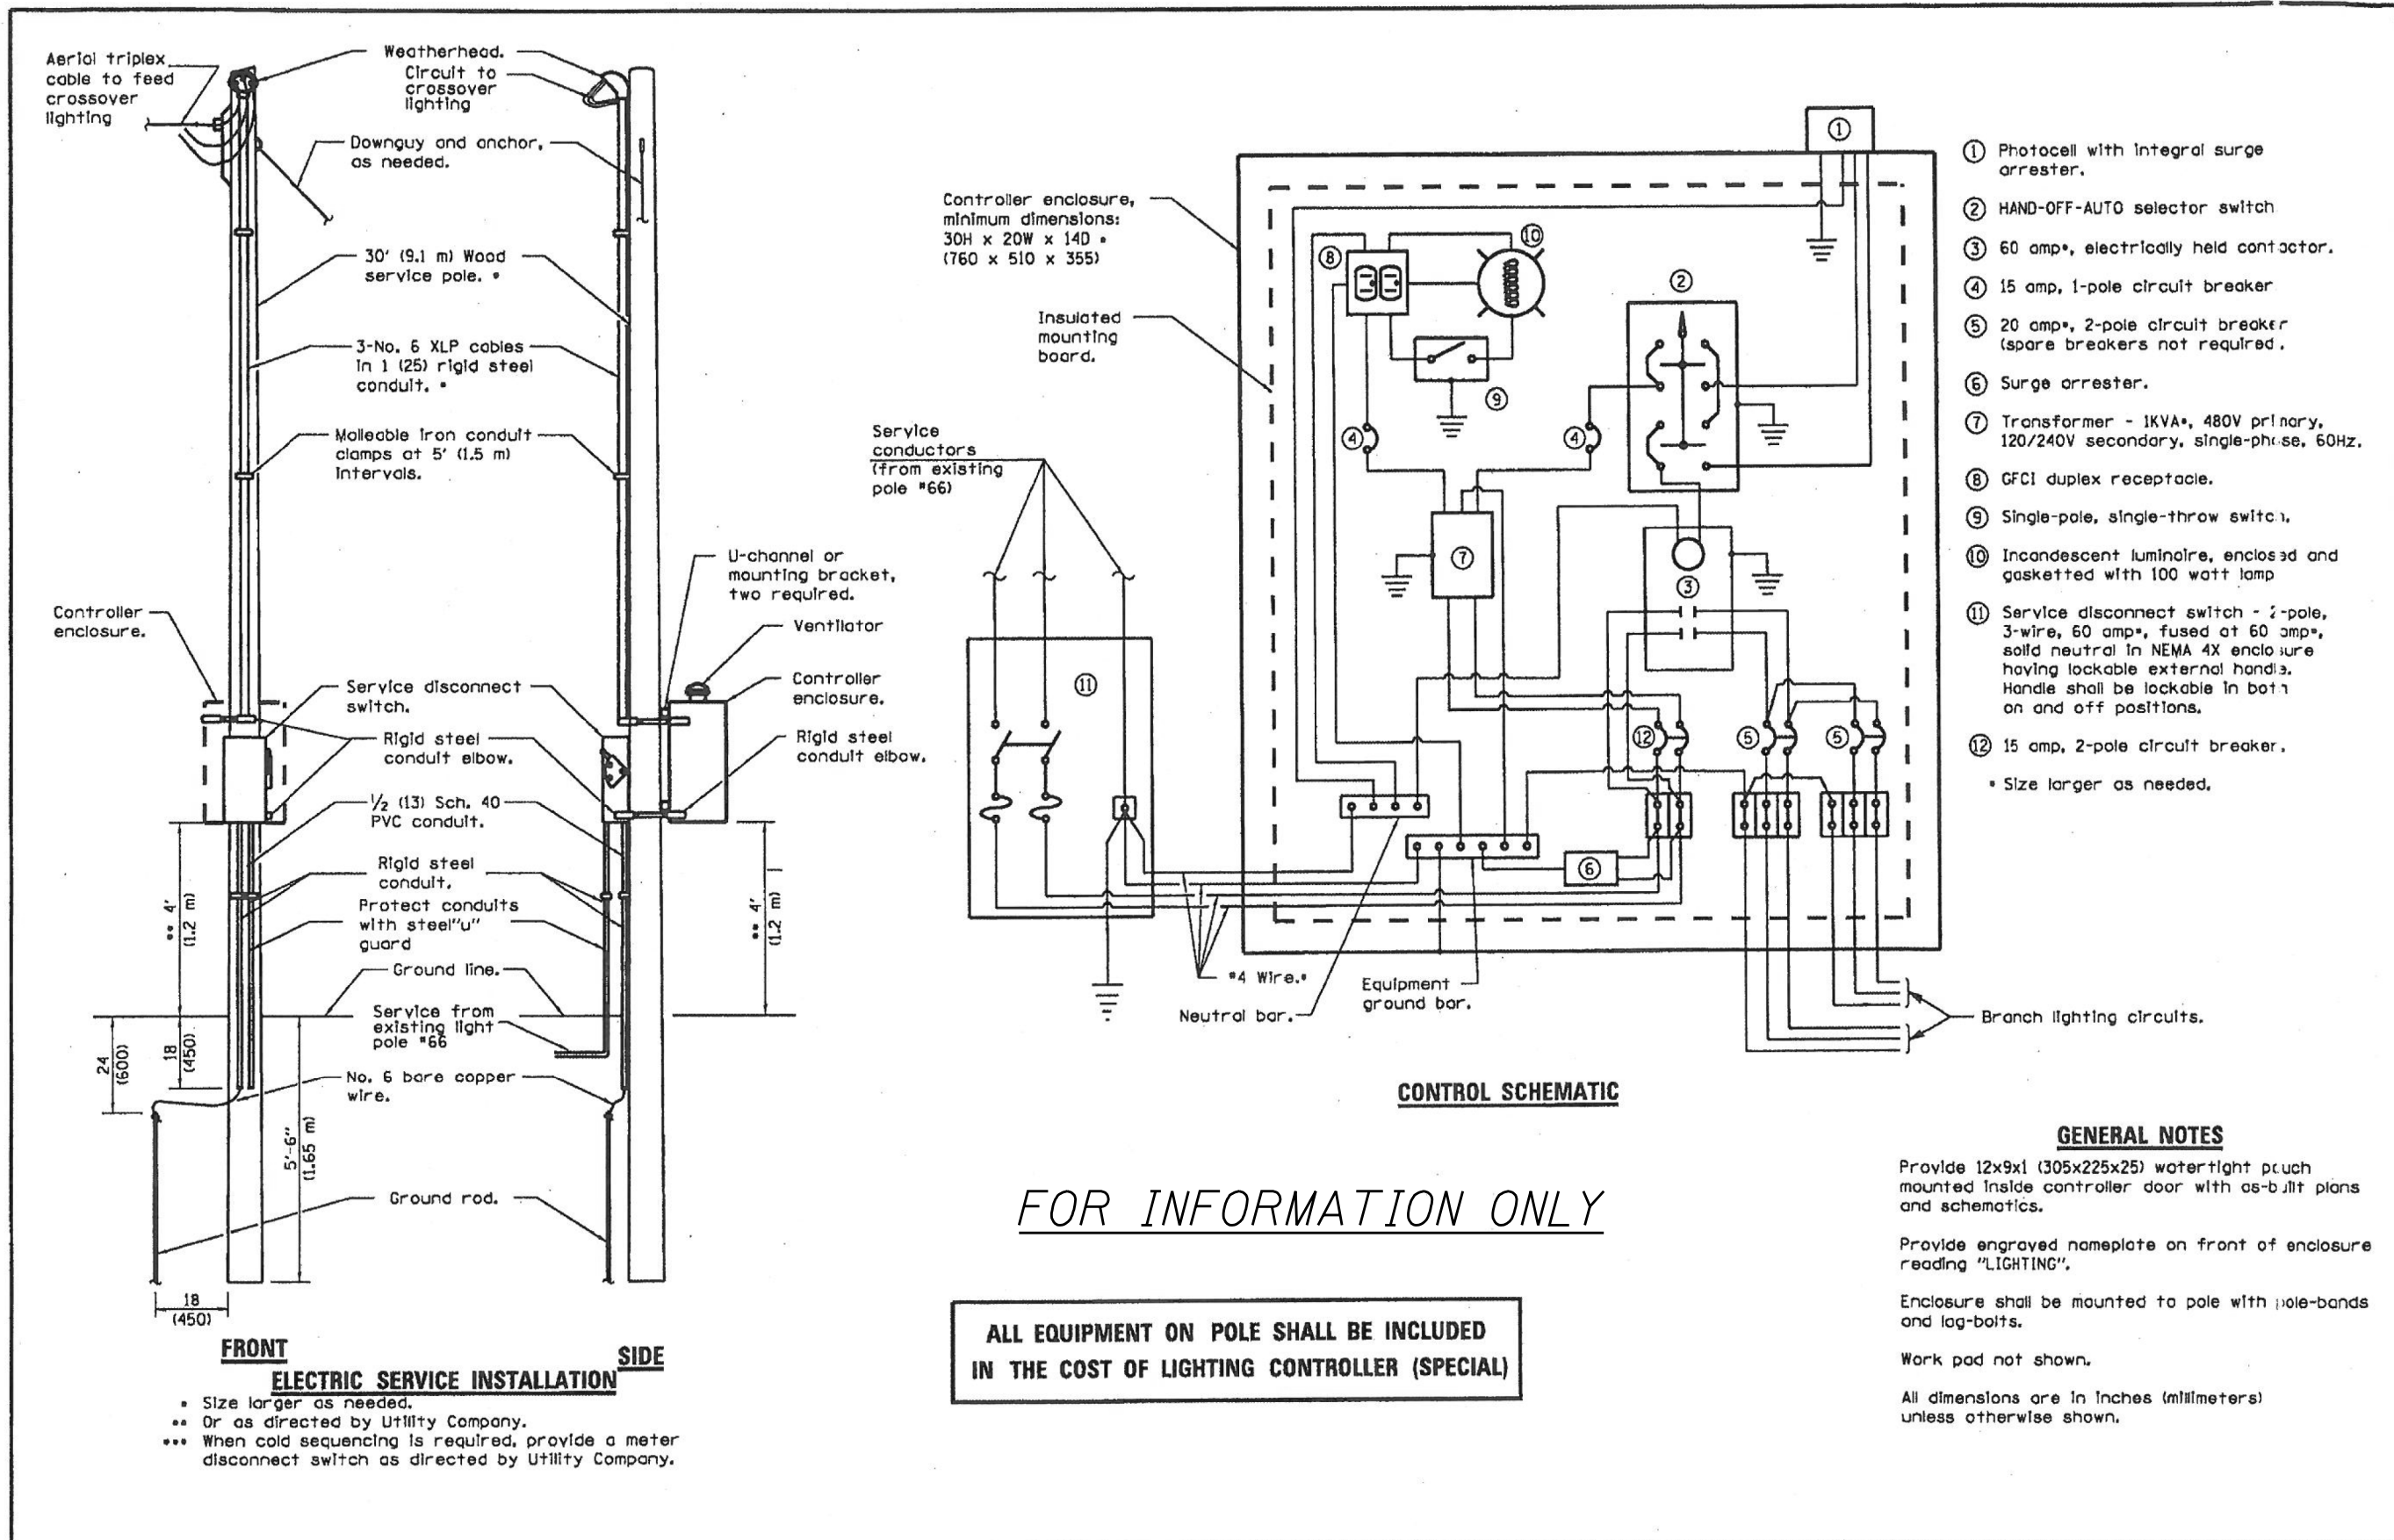 Aerial triplex
cable to feed
crossover
lighting
Weatherhead.
Circuit to
crossover
lighting
Downguy and anchor,
as needed.
30' (9.1 m) Wood
service pole. *
3-No. 6 XLP cables
in 1 (25) rigid steel
conduit. *
Malleable iron conduit
clamps at 5' (1.5 m)
intervals.
U-channel or
mounting bracket,
two required.
Ventilator
Controller
enclosure.
Controller
enclosure.
Service disconnect
switch.
Rigid steel
conduit elbow.
Rigid steel
conduit elbow.
½ (13) Sch. 40
PVC conduit.
Rigid steel
conduit.
Protect conduits
with steel"u"
guard
Ground line.
Service from
existing light
pole #66
No. 6 bare copper
wire.
Ground rod.
** 4'
(1.2 m)
** 4'
(1.2 m)
24
(600)
18
(450)
5'-6"
(1.65 m)
18
(450)
FRONT
SIDE
ELECTRIC SERVICE INSTALLATION
* Size larger as needed.
** Or as directed by Utility Company.
*** When cold sequencing is required, provide a meter
disconnect switch as directed by Utility Company.
Controller enclosure,
minimum dimensions:
30H x 20W x 14D *
(760 x 510 x 355)
Insulated
mounting
board.
Service
conductors
(from existing
pole #66)
1
8
10
2
9
4
4
7
3
11
12
5
5
6
#4 Wire.*
Neutral bar.
Equipment
ground bar.
Branch lighting circuits.
CONTROL SCHEMATIC
1 Photocell with integral surge
arrester.
2 HAND-OFF-AUTO selector switch
3 60 amp*, electrically held contactor.
4 15 amp, 1-pole circuit breaker
5 20 amp*, 2-pole circuit breaker
(spare breakers not required.
6 Surge arrester.
7 Transformer - 1KVA*, 480V primary,
120/240V secondary, single-phase, 60Hz.
8 GFCI duplex receptacle.
9 Single-pole, single-throw switch.
10 Incandescent luminaire, enclosed and
gasketted with 100 watt lamp
11 Service disconnect switch - 2-pole,
3-wire, 60 amp*, fused at 60 amp*,
solid neutral in NEMA 4X enclosure
having lockable external handle.
Handle shall be lockable in both
on and off positions.
12 15 amp, 2-pole circuit breaker.
* Size larger as needed.
FOR INFORMATION ONLY
ALL EQUIPMENT ON POLE SHALL BE INCLUDED
IN THE COST OF LIGHTING CONTROLLER (SPECIAL)
GENERAL NOTES
Provide 12x9x1 (305x225x25) watertight pouch
mounted inside controller door with as-built plans
and schematics.
Provide engraved nameplate on front of enclosure
reading "LIGHTING".
Enclosure shall be mounted to pole with pole-bands
and lag-bolts.
Work pad not shown.
All dimensions are in inches (millimeters)
unless otherwise shown.